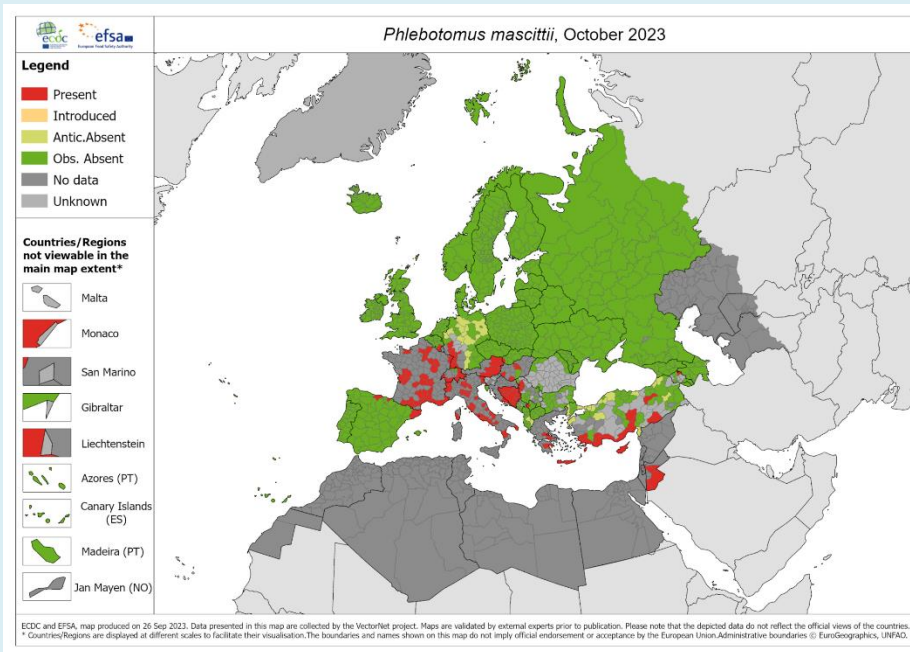 ecdc
efsa
European Food Safety Authority
Phlebotomus mascittii, October 2023
Legend
Present
Introduced
Antic.Absent
Obs. Absent
No data
Unknown
Countries/Regions
not viewable in the
main map extent*
Malta
Monaco
San Marino
Gibraltar
Liechtenstein
Azores (PT)
Canary Islands
(ES)
Madeira (PT)
Jan Mayen (NO)
ECDC and EFSA, map produced on 26 Sep 2023. Data presented in this map are collected by the VectorNet project. Maps are validated by external experts prior to publication. Please note that the depicted data do not reflect the official views of the countries.
* Countries/Regions are displayed at different scales to facilitate their visualisation.The boundaries and names shown on this map do not imply official endorsement or acceptance by the European Union.Administrative boundaries © EuroGeographics, UNFAO.